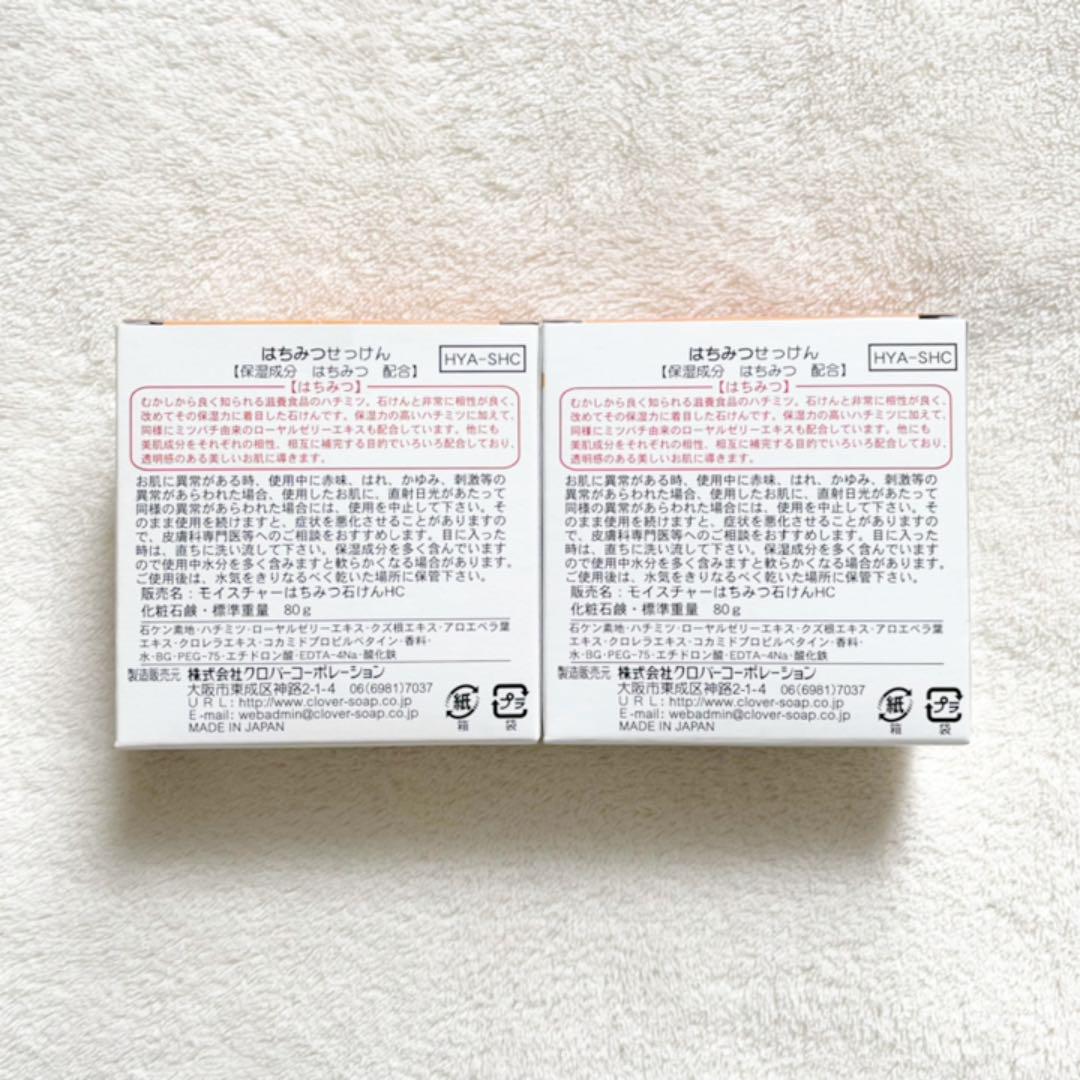 はちみつせっけん
【保湿成分　はちみつ　配合】
HYA-SHC
【はちみつ】
むかしから良く知られる滋養食品のハチミツ。石けんと非常に相性が良く、
改めてその保湿力に着目した石けんです。保湿力の高いハチミツに加えて、
同様にミツバチ由来のローヤルゼリーエキスも配合しています。他にも
美肌成分をそれぞれの相性、相互に補完する目的でいろいろ配合しており、
透明感のある美しいお肌に導きます。
お肌に異常がある時、使用中に赤味、はれ、かゆみ、刺激等の
異常があらわれた場合、使用したお肌に、直射日光があたって
同様の異常があらわれた場合には、使用を中止して下さい。そ
のまま使用を続けますと、症状を悪化させることがありますの
で、皮膚科専門医等へのご相談をおすすめします。目に入った
時は、直ちに洗い流して下さい。保湿成分を多く含んでいます
ので使用中水分を多く含みますと軟らかくなる場合があります。
ご使用後は、水気をきりなるべく乾いた場所に保管下さい。
販売名：モイスチャーはちみつ石けんHC
化粧石鹸・標準重量　80g
石ケン素地・ハチミツ・ローヤルゼリーエキス・クズ根エキス・アロエベラ葉
エキス・クロレラエキス・コカミドプロピルベタイン・香料・
水・BG・PEG-75・エチドロン酸・EDTA-4Na・酸化鉄
製造販売元 株式会社クロバーコーポレーション
大阪市東成区神路2-1-4　06(6981)7037
URL: http://www.clover-soap.co.jp
E-mail: webadmin@clover-soap.co.jp
MADE IN JAPAN
紙
箱
プラ
袋
はちみつせっけん
【保湿成分　はちみつ　配合】
HYA-SHC
【はちみつ】
むかしから良く知られる滋養食品のハチミツ。石けんと非常に相性が良く、
改めてその保湿力に着目した石けんです。保湿力の高いハチミツに加えて、
同様にミツバチ由来のローヤルゼリーエキスも配合しています。他にも
美肌成分をそれぞれの相性、相互に補完する目的でいろいろ配合しており、
透明感のある美しいお肌に導きます。
お肌に異常がある時、使用中に赤味、はれ、かゆみ、刺激等の
異常があらわれた場合、使用したお肌に、直射日光があたって
同様の異常があらわれた場合には、使用を中止して下さい。そ
のまま使用を続けますと、症状を悪化させることがありますの
で、皮膚科専門医等へのご相談をおすすめします。目に入った
時は、直ちに洗い流して下さい。保湿成分を多く含んでいます
ので使用中水分を多く含みますと軟らかくなる場合があります。
ご使用後は、水気をきりなるべく乾いた場所に保管下さい。
販売名：モイスチャーはちみつ石けんHC
化粧石鹸・標準重量　80g
石ケン素地・ハチミツ・ローヤルゼリーエキス・クズ根エキス・アロエベラ葉
エキス・クロレラエキス・コカミドプロピルベタイン・香料・
水・BG・PEG-75・エチドロン酸・EDTA-4Na・酸化鉄
製造販売元 株式会社クロバーコーポレーション
大阪市東成区神路2-1-4　06(6981)7037
URL: http://www.clover-soap.co.jp
E-mail: webadmin@clover-soap.co.jp
MADE IN JAPAN
紙
箱
プラ
袋